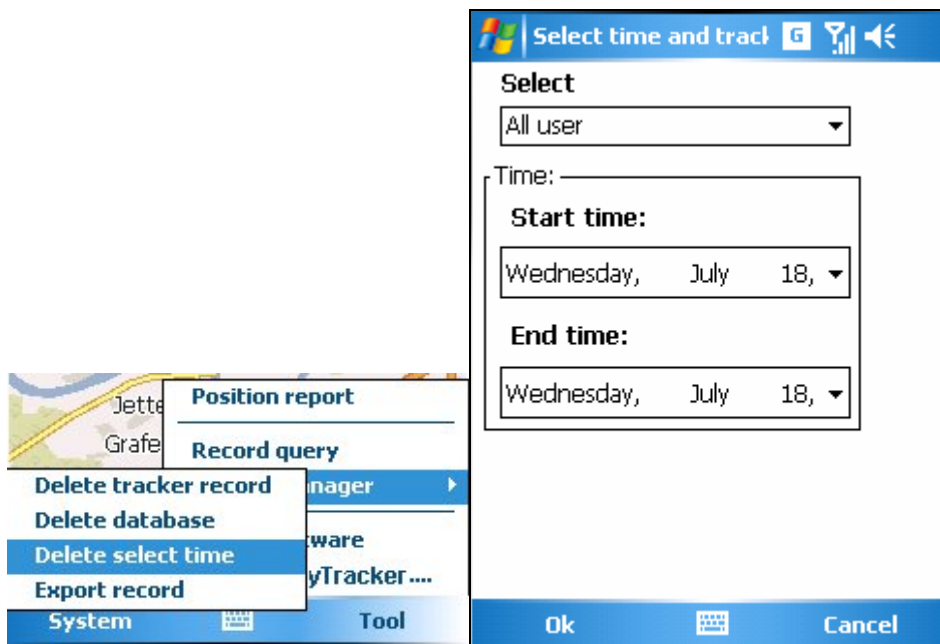 Jette
Grafe
Position report
Record query
nager
Delete tracker record
Delete database
Delete select time
Export record
ware
yTracker....
System
Tool
Select time and track
G
Select
All user
Time:
Start time:
Wednesday, July 18,
End time:
Wednesday, July 18,
Ok
Cancel